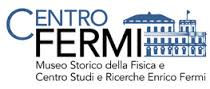 CENTRO
FERMI
Museo Storico della Fisica e
Centro Studi e Ricerche Enrico Fermi